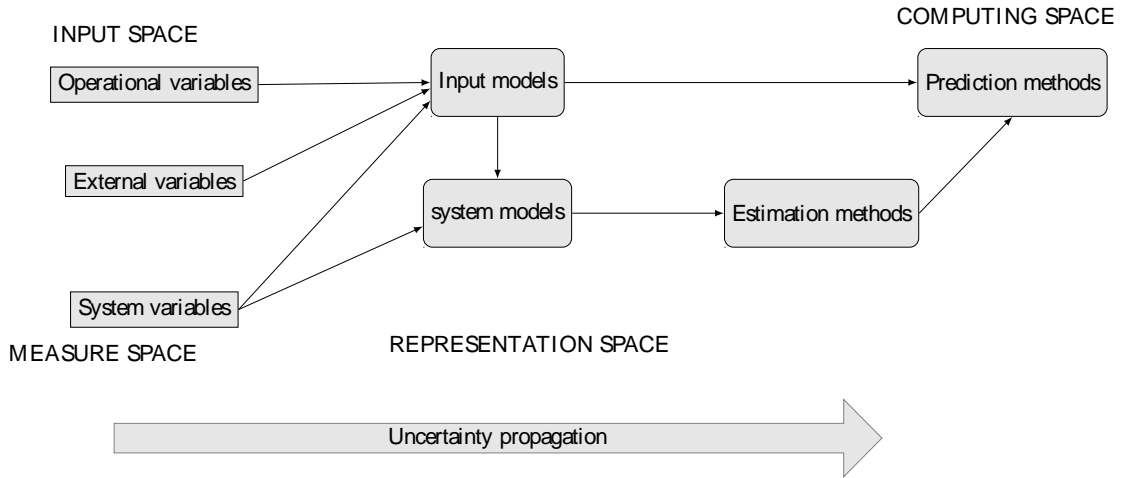 COMPUTING SPACE
INPUT SPACE
Operational variables
Input models
Prediction methods
External variables
system models
Estimation methods
System variables
MEASURE SPACE
REPRESENTATION SPACE
Uncertainty propagation